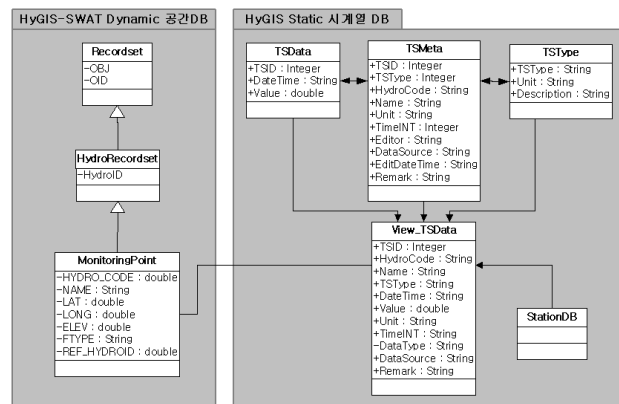 HyGIS-SWAT Dynamic 공간DB
Recordset
-OBJ
-OID
HydroRecordset
-HydroID
MonitoringPoint
-HYDRO_CODE : double
-NAME : String
-LAT : double
-LONG : double
-ELEV : double
-FTYPE : String
-REF_HYDROID : double
HyGIS Static 시계열 DB
TSData
+TSID : Integer
+DateTime : String
+Value : double
TSMeta
+TSID : Integer
+TSType : Integer
+HydroCode : String
+Name : String
+Unit : String
+TimeINT : Integer
+Editor : String
+DataSource : String
+EditDateTime : String
+Remark : String
TSType
+TSType : String
+Unit : String
+Description : String
View_TSData
+TSID : Integer
+HydroCode : String
+Name : String
+TSType : String
+DateTime : String
+Value : double
+Unit : String
+TimeINT : String
-DataType : String
+DataSource : String
+Remark : String
StationDB